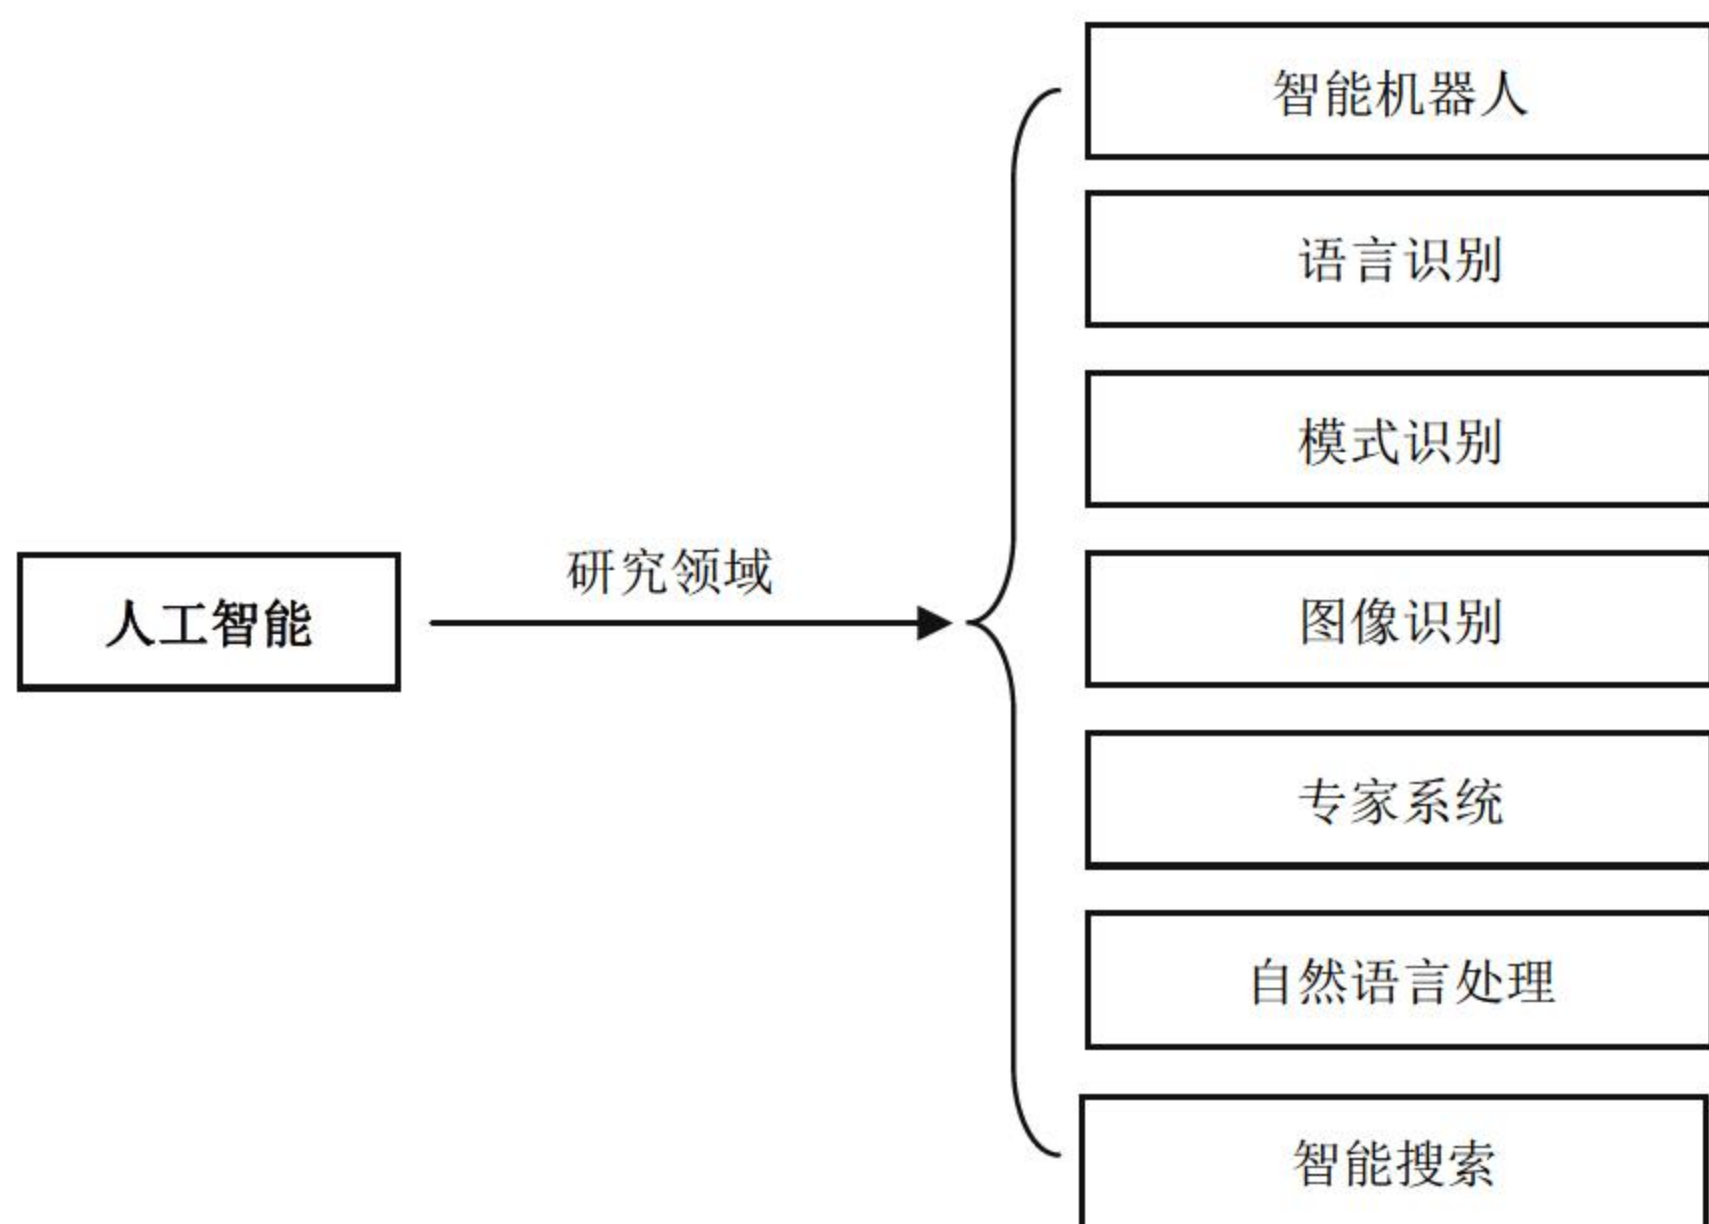 智能机器人
语言识别
模式识别
图像识别
人工智能
研究领域
专家系统
自然语言处理
智能搜索